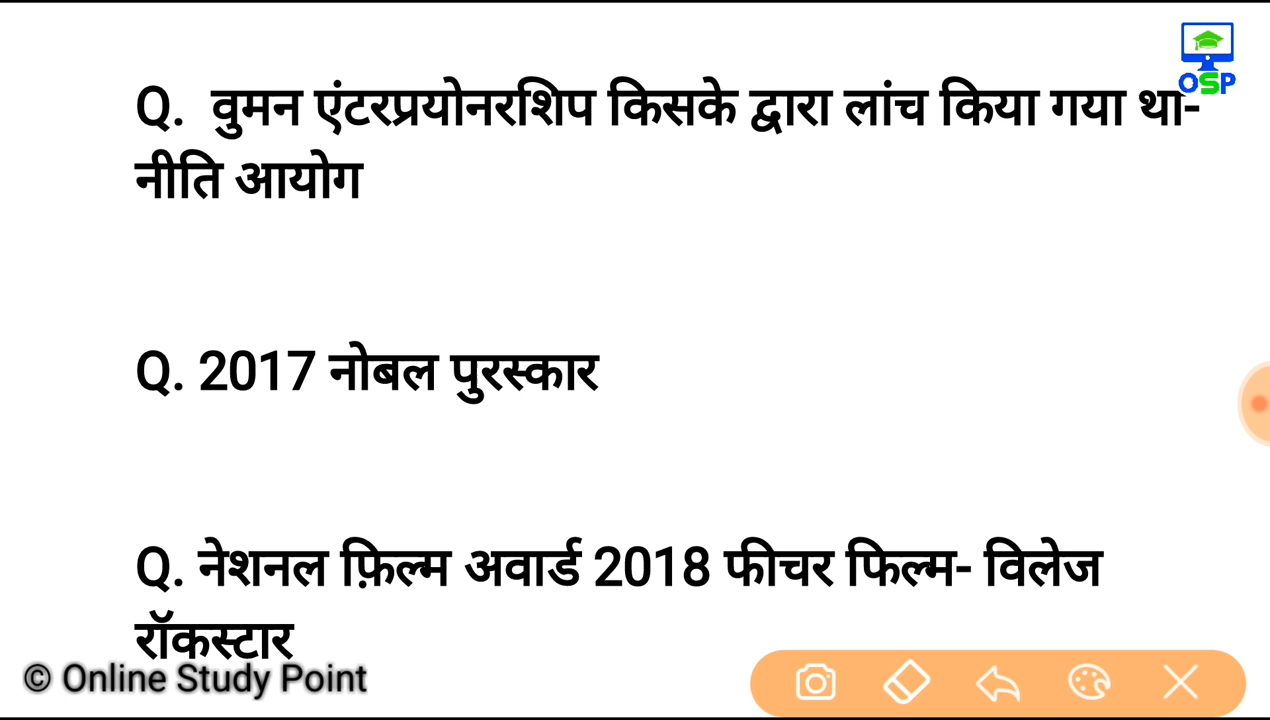 OSP
Q. वुमन एंटरप्रयोनरशिप किसके द्वारा लांच किया गया था-
नीति आयोग
Q. 2017 नोबल पुरस्कार
Q. नेशनल फ़िल्म अवार्ड 2018 फीचर फिल्म- विलेज
रॉकस्टार
© Online Study Point